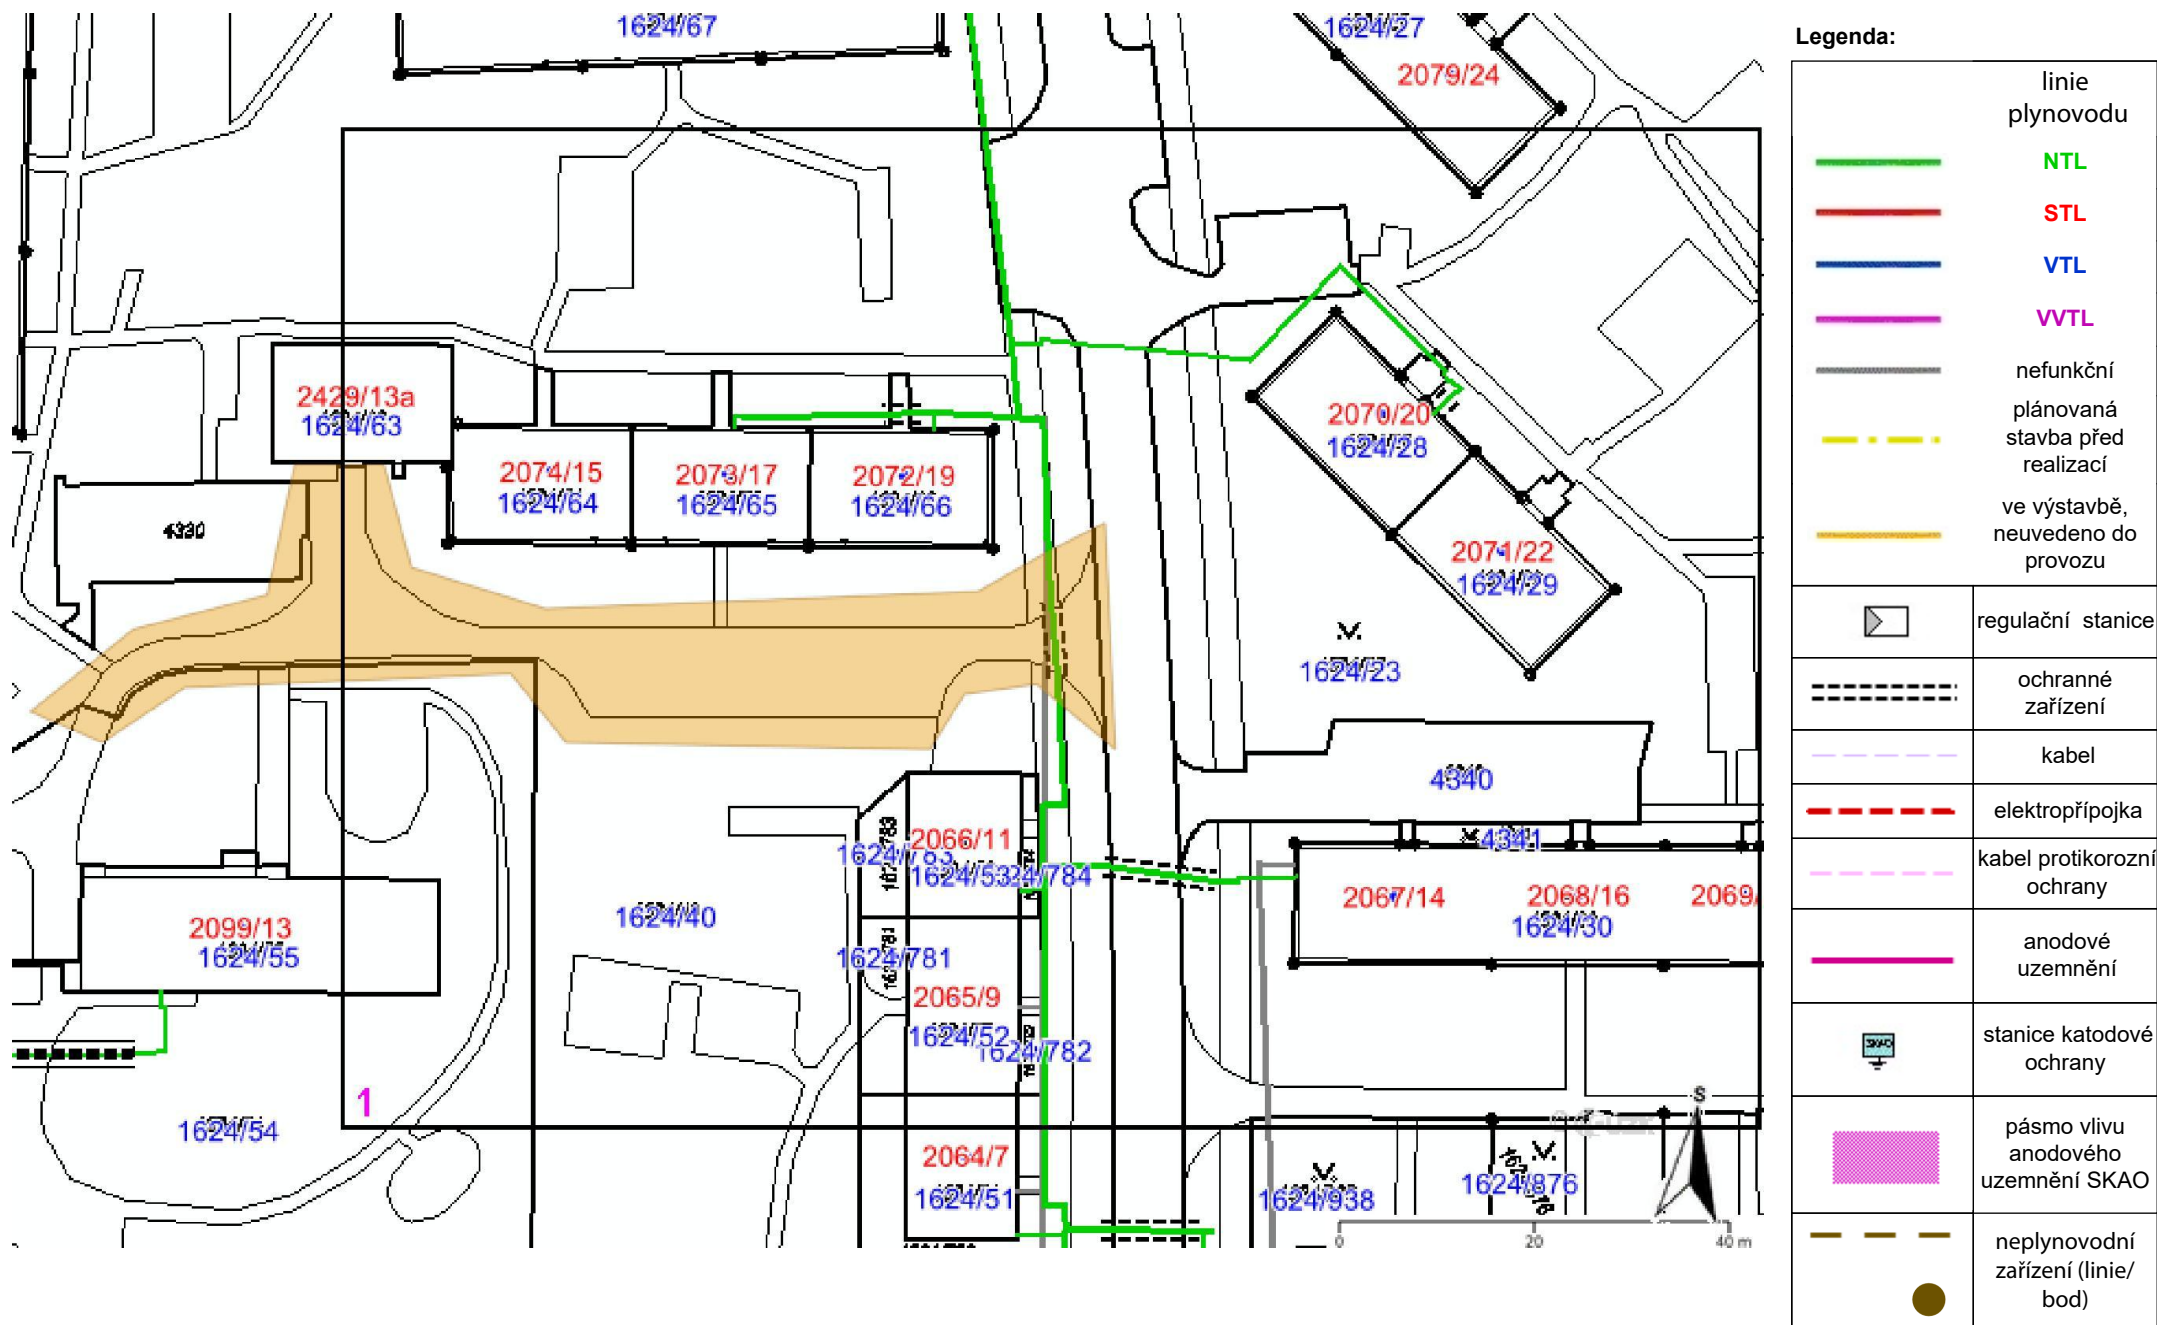 1624/67
1624/27
2079/24
2429/13a
1624/63
4330
2074/15
1624/64
2073/17
1624/65
2072/19
1624/66
2070/20
1624/28
2071/22
1624/29
1624/23
4340
4341
2066/11
1624/783
1624/53
1624/784
2067/14
2068/16
2069/
1624/30
2099/13
1624/55
1624/40
1624/781
2065/9
1624/52
1624/782
1
1624/54
2064/7
1624/51
1624/938
1624/876
S
0
20
40 m
Legenda:
linie
plynovodu
NTL
STL
VTL
VVTL
nefunkční
plánovaná
stavba před
realizací
ve výstavbě,
neuvedeno do
provozu
regulační stanice
ochranné
zařízení
kabel
elektropřípojka
kabel protikorozní
ochrany
anodové
uzemnění
SKAO
stanice katodové
ochrany
pásmo vlivu
anodového
uzemnění SKAO
neplynovodní
zařízení (linie/
bod)